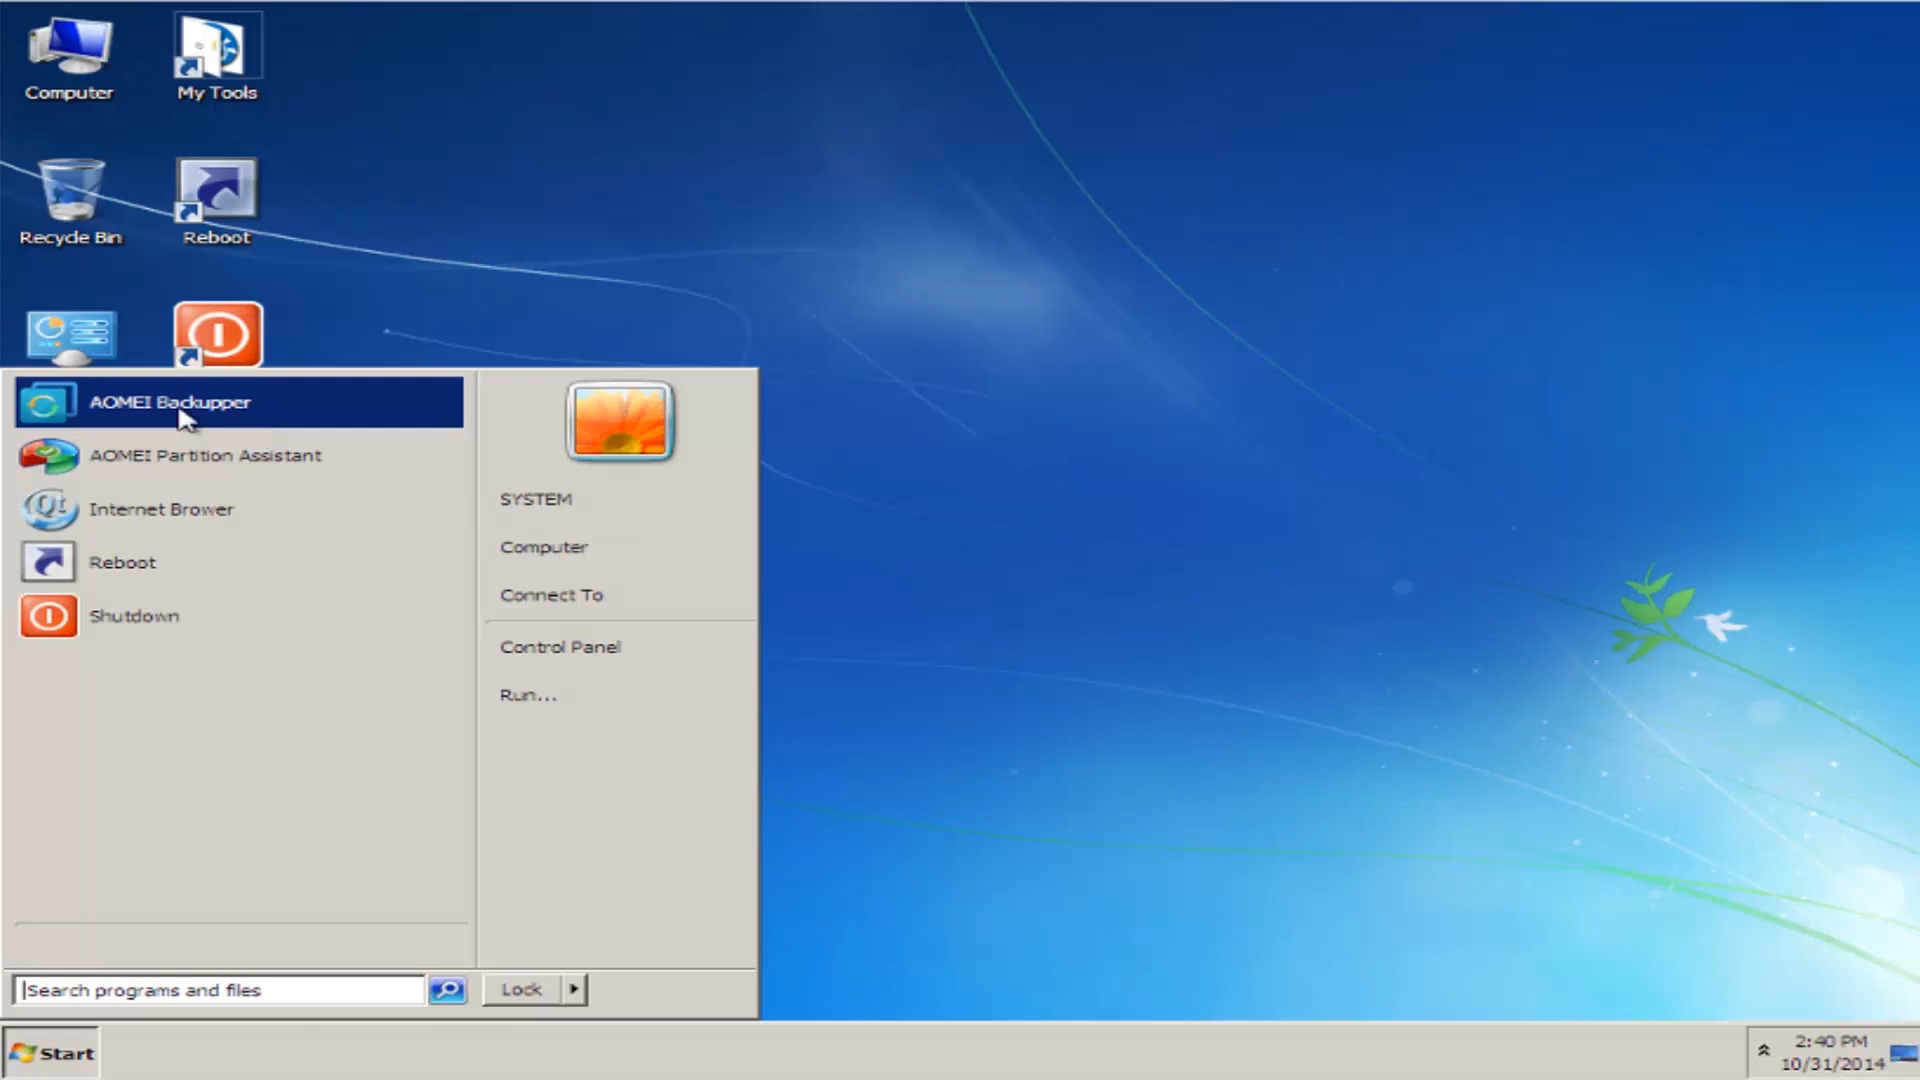 Computer
My Tools
Recycle Bin
Reboot
AOMEI Backupper
AOMEI Partition Assistant
Internet Brower
Reboot
Shutdown
SYSTEM
Computer
Connect To
Control Panel
Run...
Search programs and files
Lock
Start
2:40 PM
10/31/2014